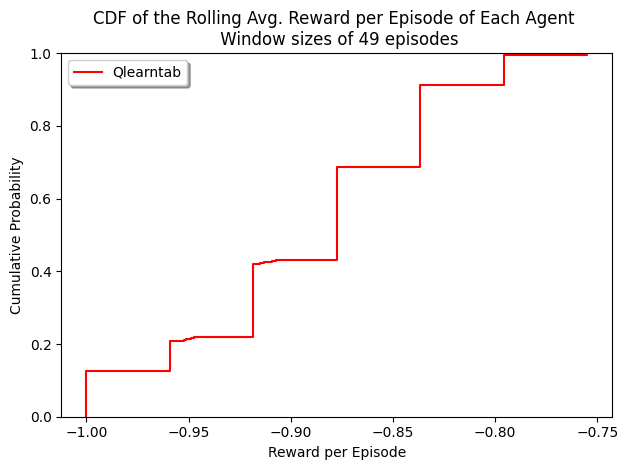 CDF of the Rolling Avg. Reward per Episode of Each Agent
Window sizes of 49 episodes
Qlearntab
Cumulative Probability
1.0
0.8
0.6
0.4
0.2
0.0
−1.00
−0.95
−0.90
−0.85
−0.80
−0.75
Reward per Episode